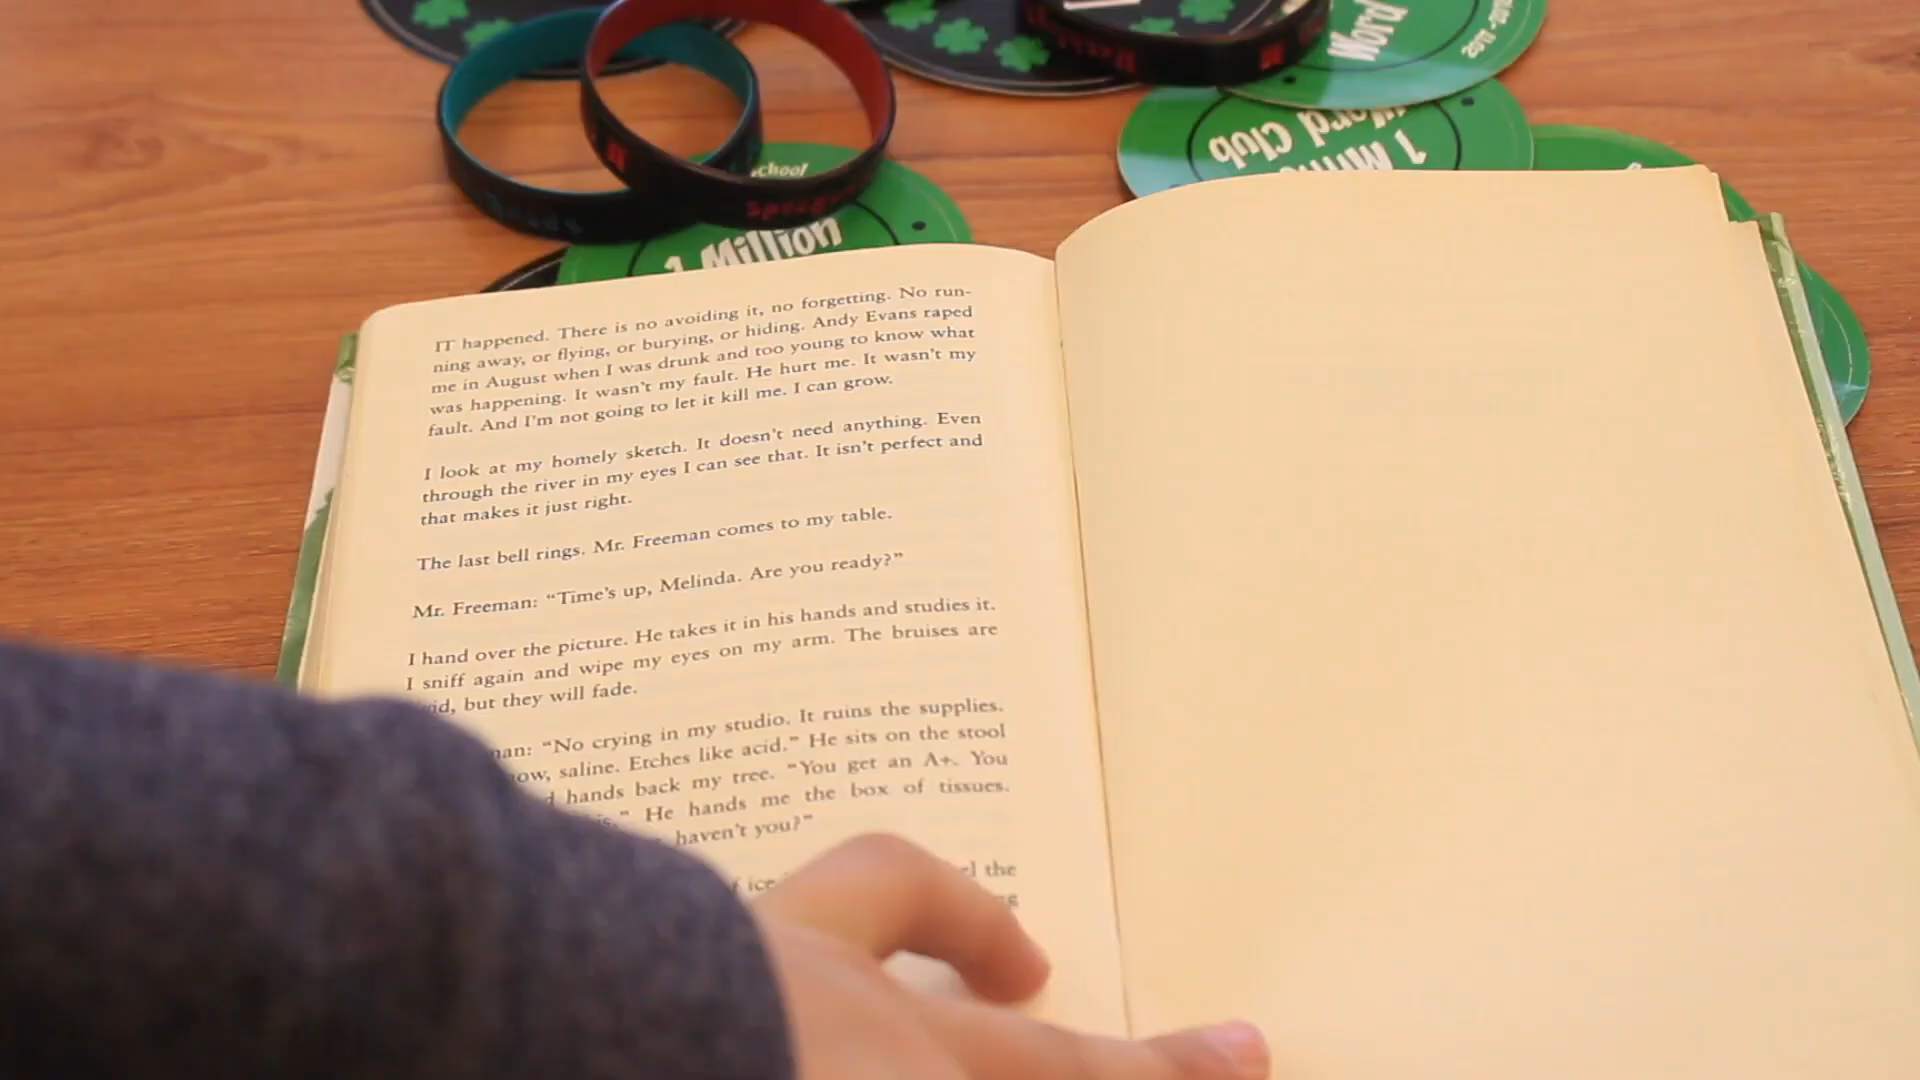 Word
2011-2012
1 Million
Word Club
school
1 Million
IT happened. There is no avoiding it, no forgetting. No run-
ning away, or flying, or burying, or hiding. Andy Evans raped
me in August when I was drunk and too young to know what
was happening. It wasn't my fault. He hurt me. It wasn't my
fault. And I'm not going to let it kill me. I can grow.
I look at my homely sketch. It doesn't need anything. Even
through the river in my eyes I can see that. It isn't perfect and
that makes it just right.
The last bell rings. Mr. Freeman comes to my table.
Mr. Freeman: “Time's up, Melinda. Are you ready?”
I hand over the picture. He takes it in his hands and studies it.
I sniff again and wipe my eyes on my arm. The bruises are
but they will fade.
“No crying in my studio. It ruins the supplies.
saline. Etches like acid.” He sits on the stool
hands back my tree. “You get an A+. You
He hands me the box of tissues.
haven't you?”
the